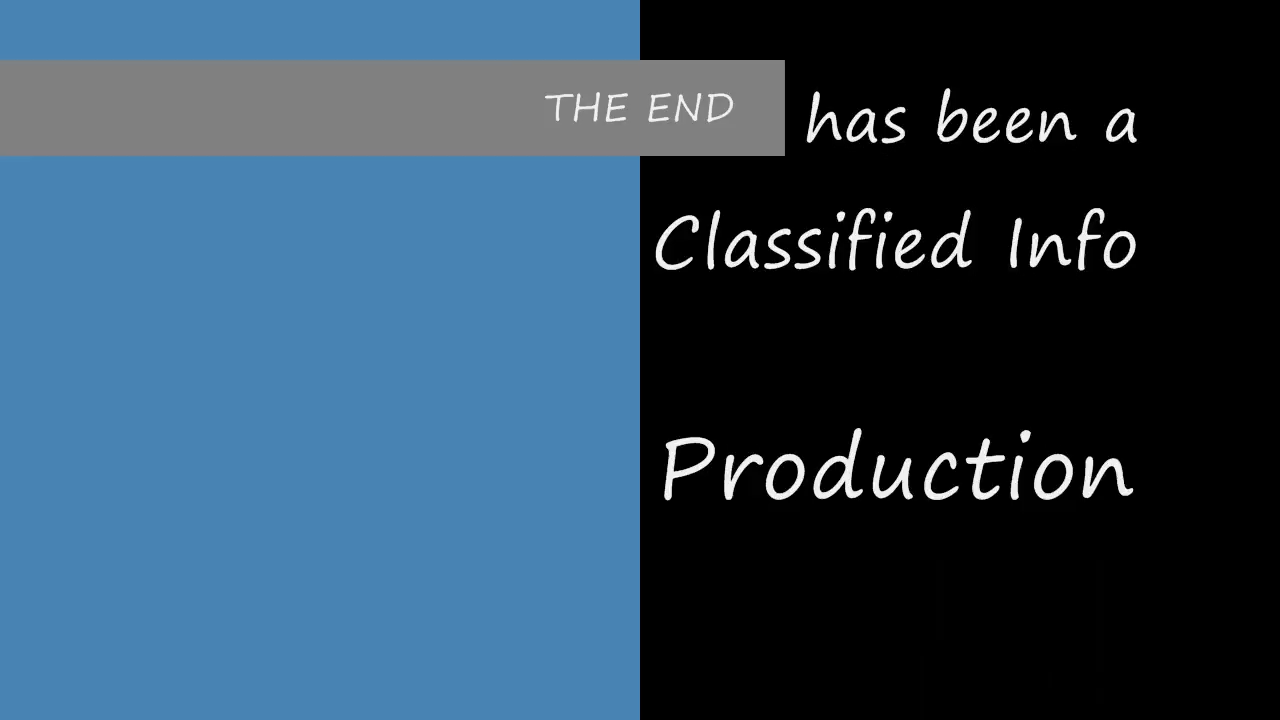 THE END
has been a
Classified Info
Production